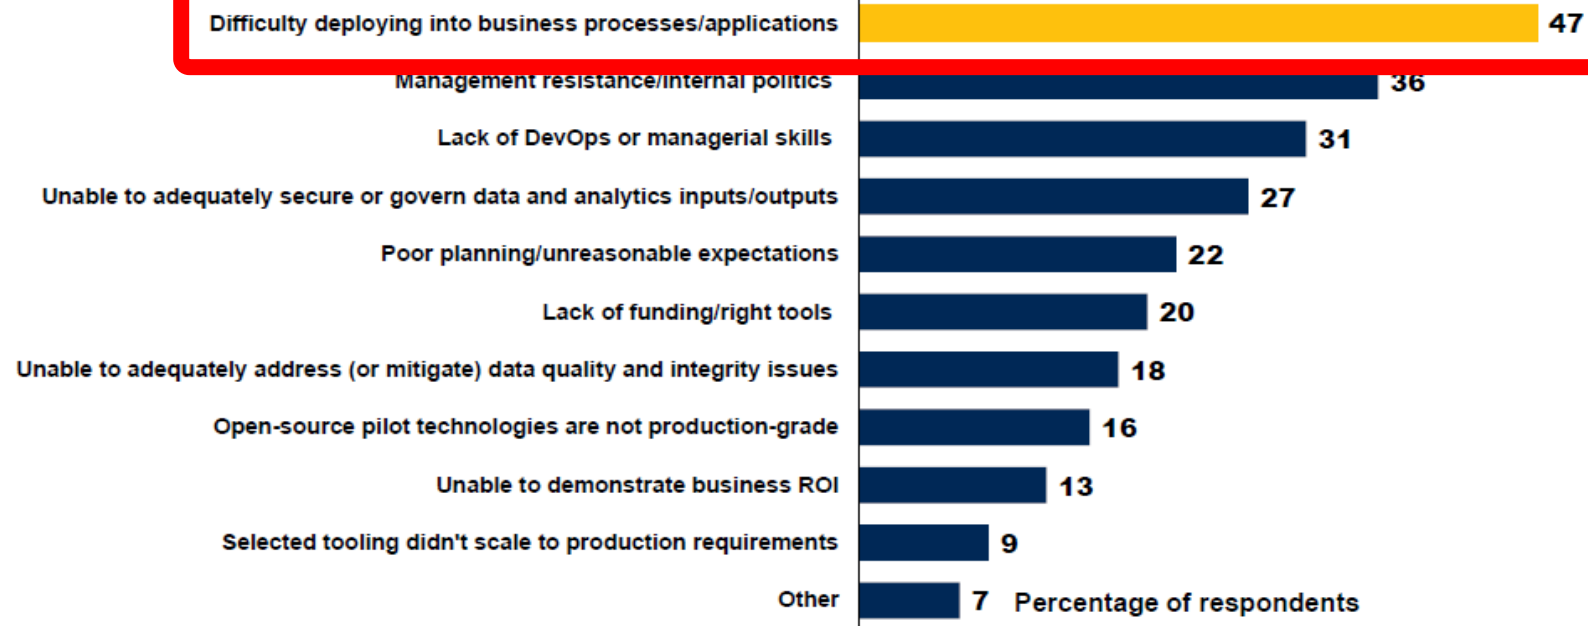 Difficulty deploying into business processes/applications 47
Management resistance/internal politics 36
Lack of DevOps or managerial skills 31
Unable to adequately secure or govern data and analytics inputs/outputs 27
Poor planning/unreasonable expectations 22
Lack of funding/right tools 20
Unable to adequately address (or mitigate) data quality and integrity issues 18
Open-source pilot technologies are not production-grade 16
Unable to demonstrate business ROI 13
Selected tooling didn't scale to production requirements 9
Other 7 Percentage of respondents